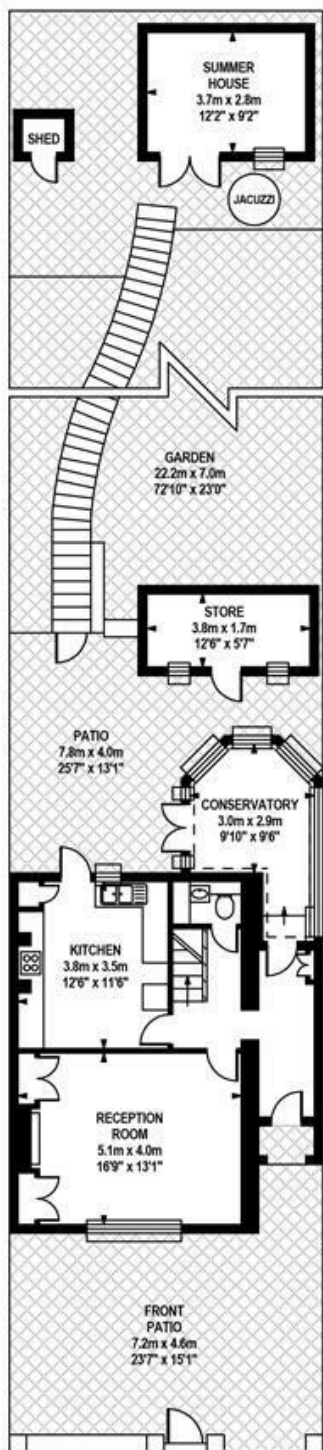 SUMMER
HOUSE
3.7m x 2.8m
12'2" x 9'2"
SHED
JACUZZI
GARDEN
22.2m x 7.0m
72'10" x 23'0"
STORE
3.8m x 1.7m
12'6" x 5'7"
PATIO
7.8m x 4.0m
25'7" x 13'1"
CONSERVATORY
3.0m x 2.9m
9'10" x 9'6"
KITCHEN
3.8m x 3.5m
12'6" x 11'6"
RECEPTION
ROOM
5.1m x 4.0m
16'9" x 13'1"
FRONT
PATIO
7.2m x 4.6m
23'7" x 15'1"